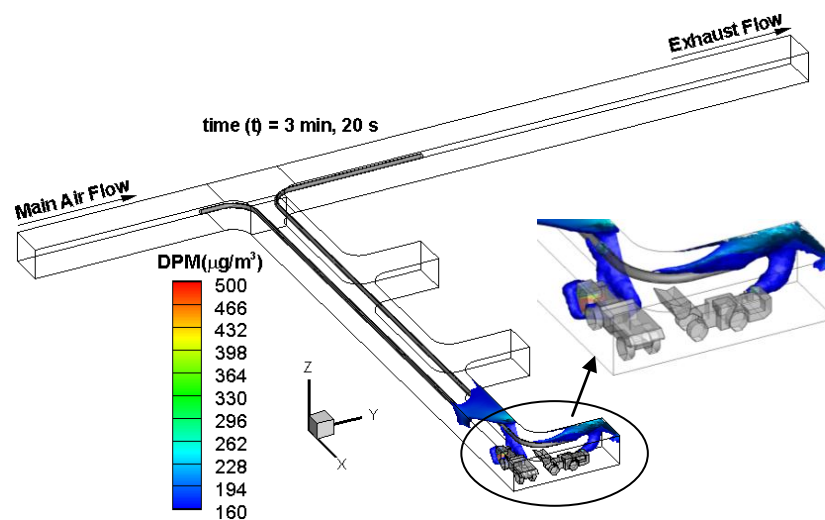 Exhaust Flow
time (t) = 3 min, 20 s
Main Air Flow
DPM(μg/m³)
500
466
432
398
364
330
296
262
228
194
160
Z
Y
X